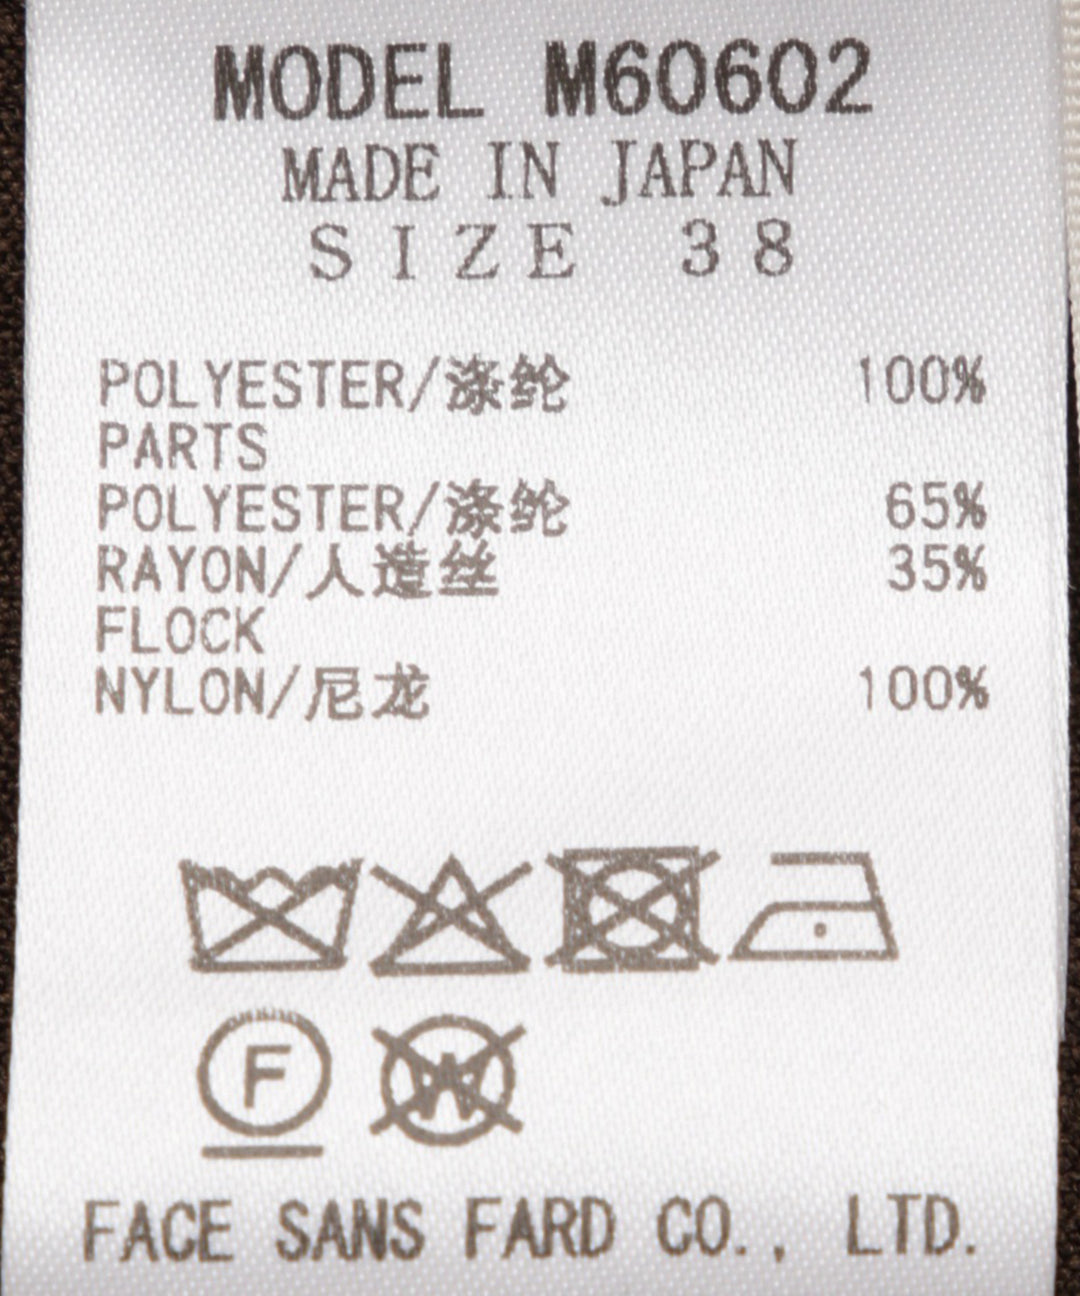 MODEL M60602
MADE IN JAPAN
SIZE 38
POLYESTER/涤纶 100%
PARTS
POLYESTER/涤纶 65%
RAYON/人造丝 35%
FLOCK
NYLON/尼龙 100%
F W
FACE SANS FARD CO., LTD.